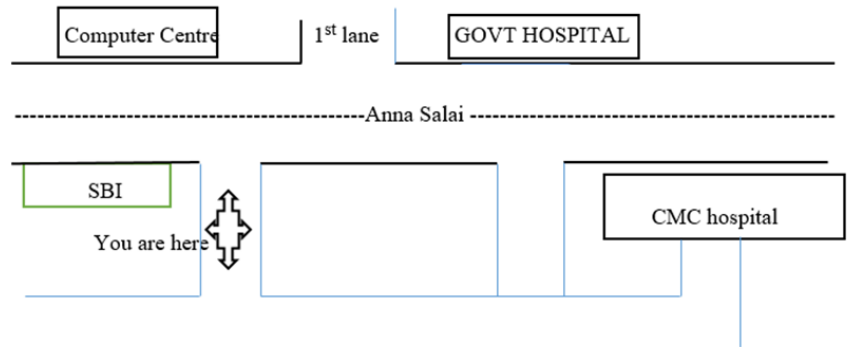 Computer Centre
1st lane
GOVT HOSPITAL
Anna Salai
SBI
CMC hospital
You are here